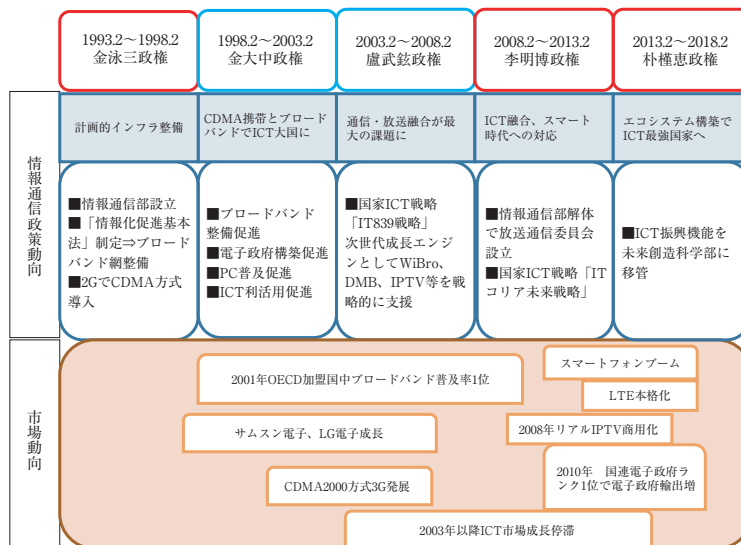 1993.2～1998.2
金泳三政権
1998.2～2003.2
金大中政権
2003.2～2008.2
盧武鉉政権
2008.2～2013.2
李明博政権
2013.2～2018.2
朴槿恵政権
情報通信政策動向
計画的インフラ整備
CDMA携帯とブロード
バンドでICT大国に
通信・放送融合が最
大の課題に
ICT融合、スマート
時代への対応
エコシステム構築で
ICT最強国家へ
■情報通信部設立
■「情報化促進基本
法」制定⇒ブロード
バンド網整備
■2GでCDMA方式
導入
■ブロードバンド
整備促進
■電子政府構築促進
■PC普及促進
■ICT利活用促進
■国家ICT戦略
「IT839戦略」
次世代成長エンジ
ンとしてWiBro、
DMB、IPTV等を戦
略的に支援
■情報通信部解体
で放送通信委員会
設立
■国家ICT戦略「IT
コリア未来戦略」
■ICT振興機能を
未来創造科学部に
移管
市場動向
2001年OECD加盟国中ブロードバンド普及率1位
スマートフォンブーム
LTE本格化
サムスン電子、LG電子成長
2008年リアルIPTV商用化
CDMA2000方式3G発展
2010年　国連電子政府ラ
ンク1位で電子政府輸出増
2003年以降ICT市場成長停滞